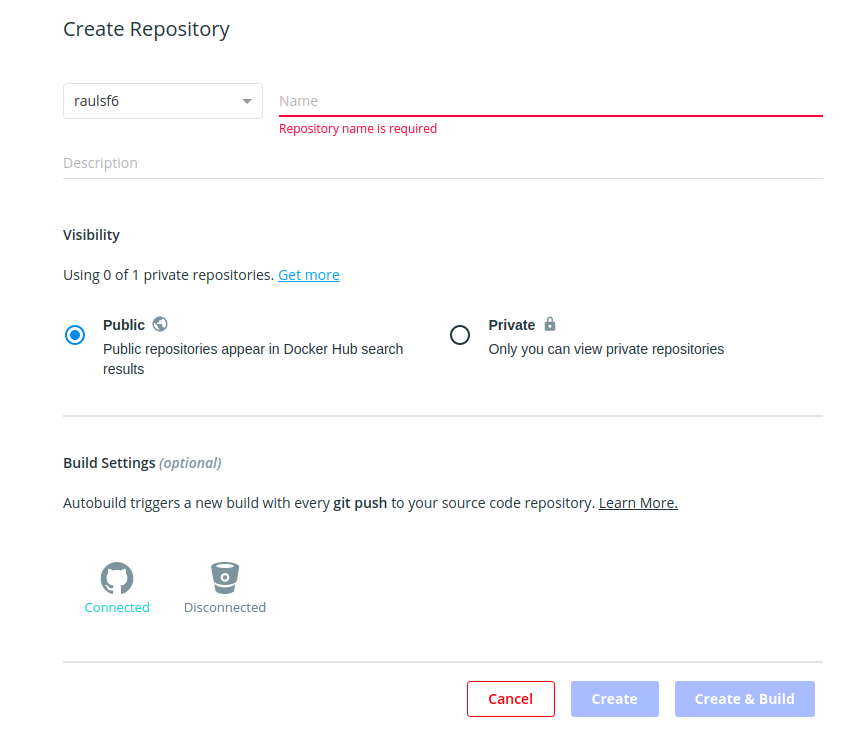 Create Repository
raulsf6
Name
Repository name is required
Description
Visibility
Using 0 of 1 private repositories. Get more
Public
Public repositories appear in Docker Hub search
results
Private
Only you can view private repositories
Build Settings (optional)
Autobuild triggers a new build with every git push to your source code repository. Learn More.
Connected
Disconnected
Cancel
Create
Create & Build